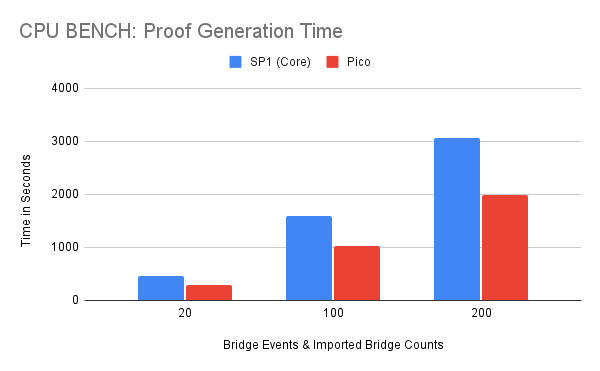 CPU BENCH: Proof Generation Time
SP1 (Core)
Pico
4000
3000
2000
1000
0
Time in Seconds
20
100
200
Bridge Events & Imported Bridge Counts